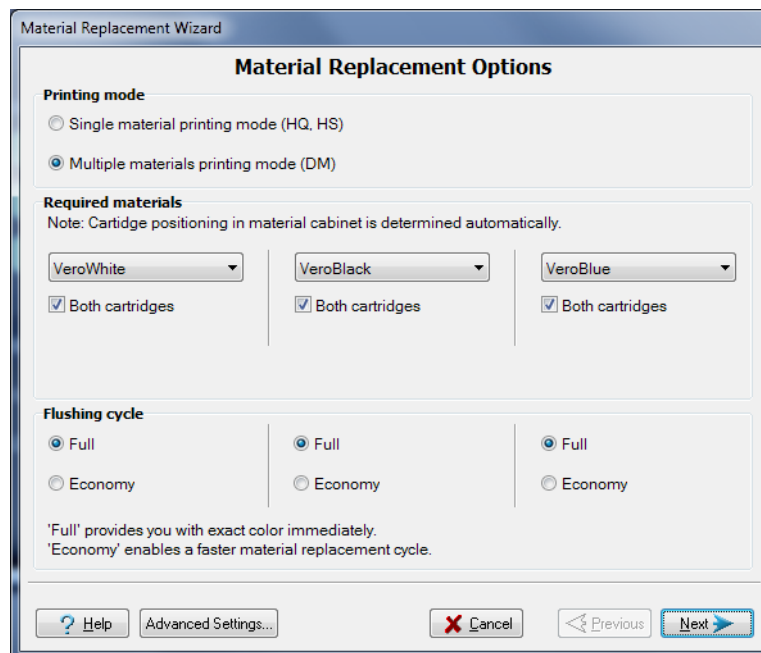 Material Replacement Wizard
Material Replacement Options
Printing mode
Single material printing mode (HQ, HS)
Multiple materials printing mode (DM)
Required materials
Note: Cartidge positioning in material cabinet is determined automatically.
VeroWhite VeroBlack VeroBlue
Both cartridges Both cartridges Both cartridges
Flushing cycle
Full Full Full
Economy Economy Economy
'Full' provides you with exact color immediately.
'Economy' enables a faster material replacement cycle.
? Help Advanced Settings... Cancel Previous Next